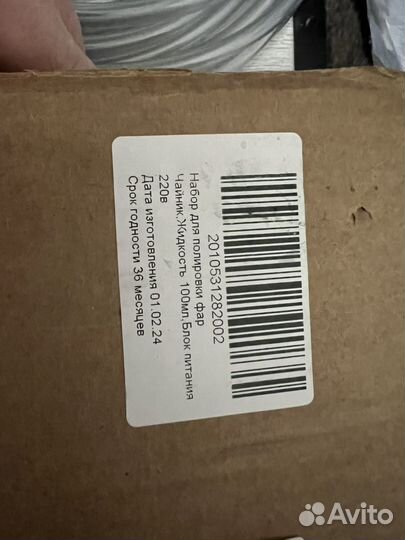 2010531282002
Набор для полировки фар
Чайник,Жидкость 100мл,Блок питания
220в
Дата изготовления 01.02.24
Срок годности 36 месяцев
Avito